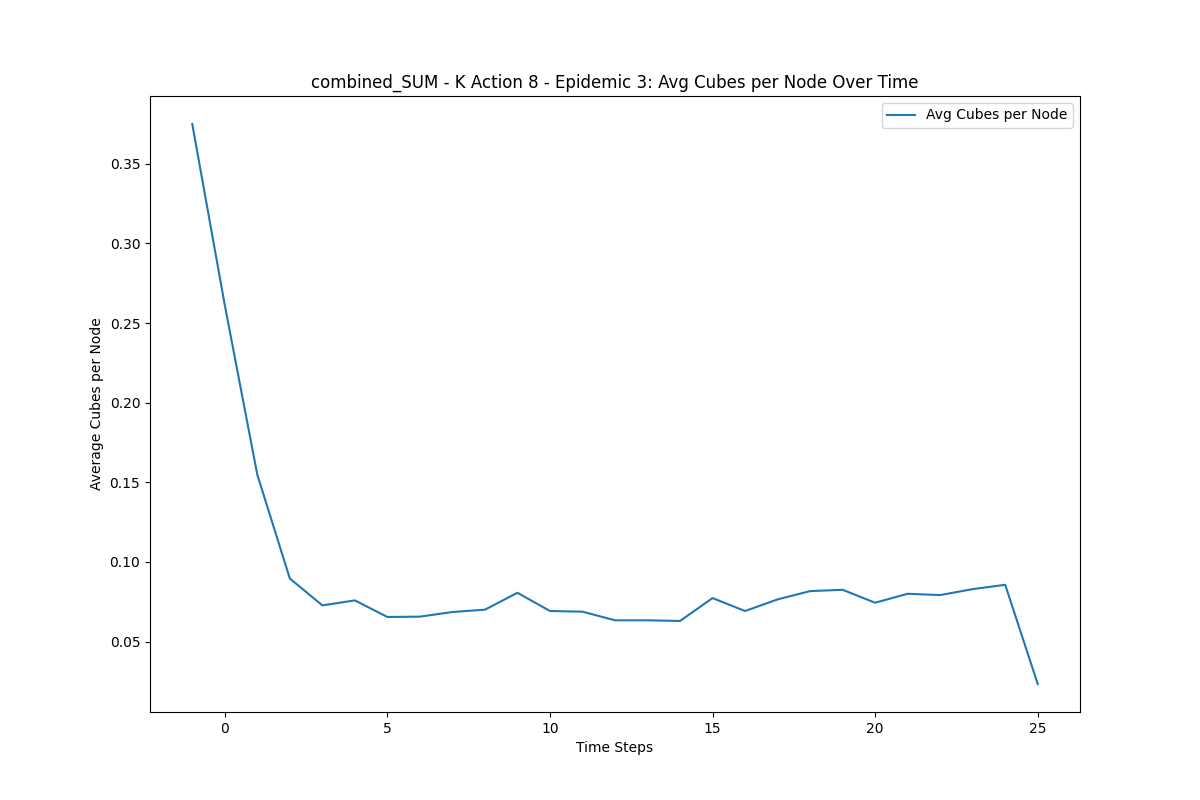 combined_SUM - K Action 8 - Epidemic 3: Avg Cubes per Node Over Time
Avg Cubes per Node
Average Cubes per Node
0.35
0.30
0.25
0.20
0.15
0.10
0.05
0 5 10 15 20 25
Time Steps